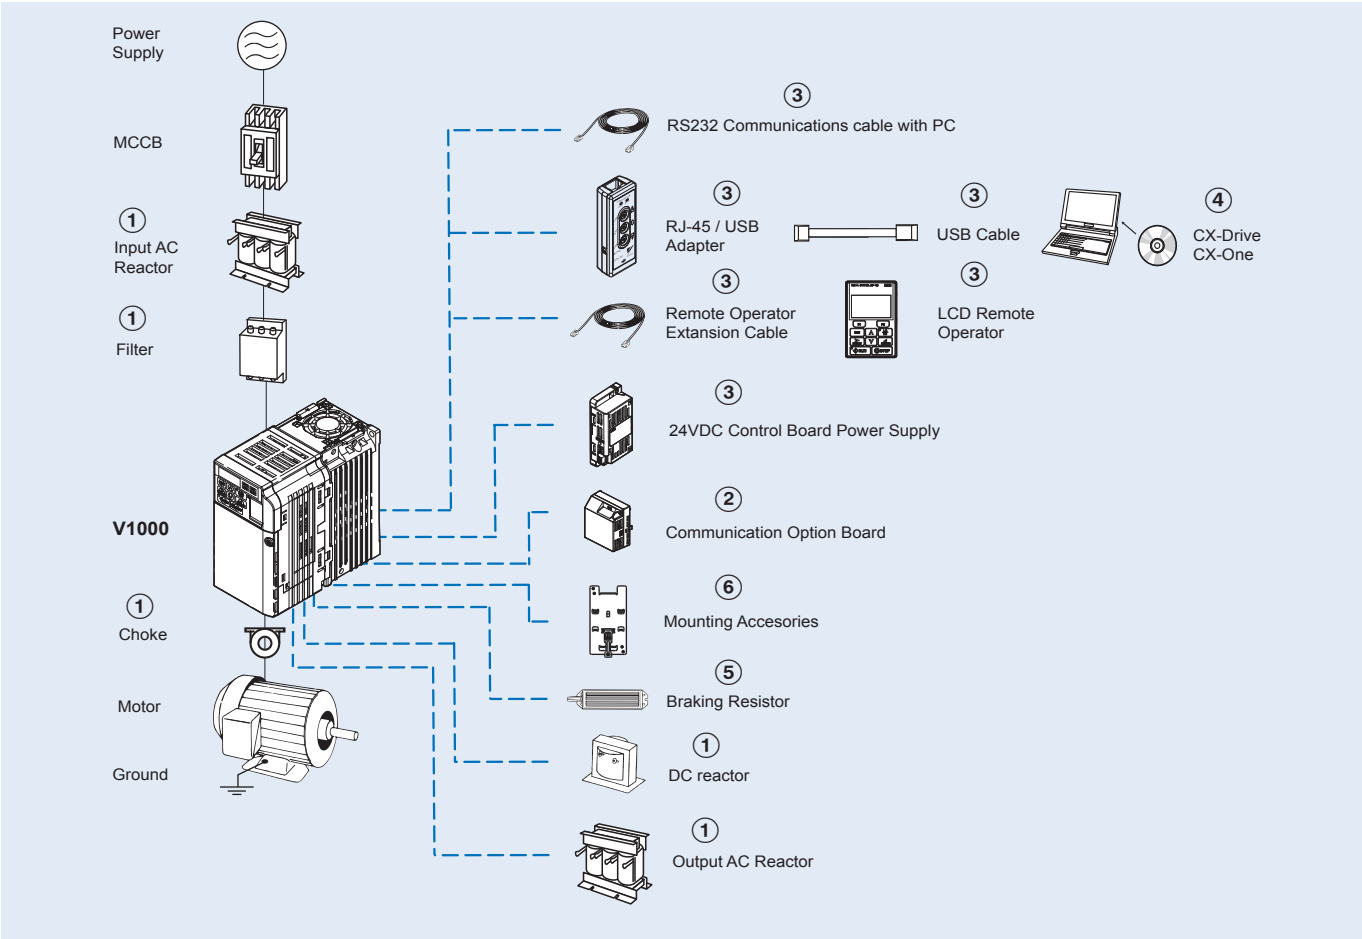 Power
Supply
MCCB
1
Input AC
Reactor
1
Filter
V1000
1
Choke
Motor
Ground
3
RS232 Communications cable with PC
3
RJ-45 / USB
Adapter
3
USB Cable
4
CX-Drive
CX-One
3
Remote Operator
Extansion Cable
3
LCD Remote
Operator
3
24VDC Control Board Power Supply
2
Communication Option Board
6
Mounting Accesories
5
Braking Resistor
1
DC reactor
1
Output AC Reactor